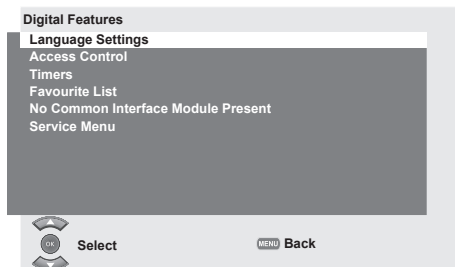 Digital Features
Language Settings
Access Control
Timers
Favourite List
No Common Interface Module Present
Service Menu
OK Select MENU Back